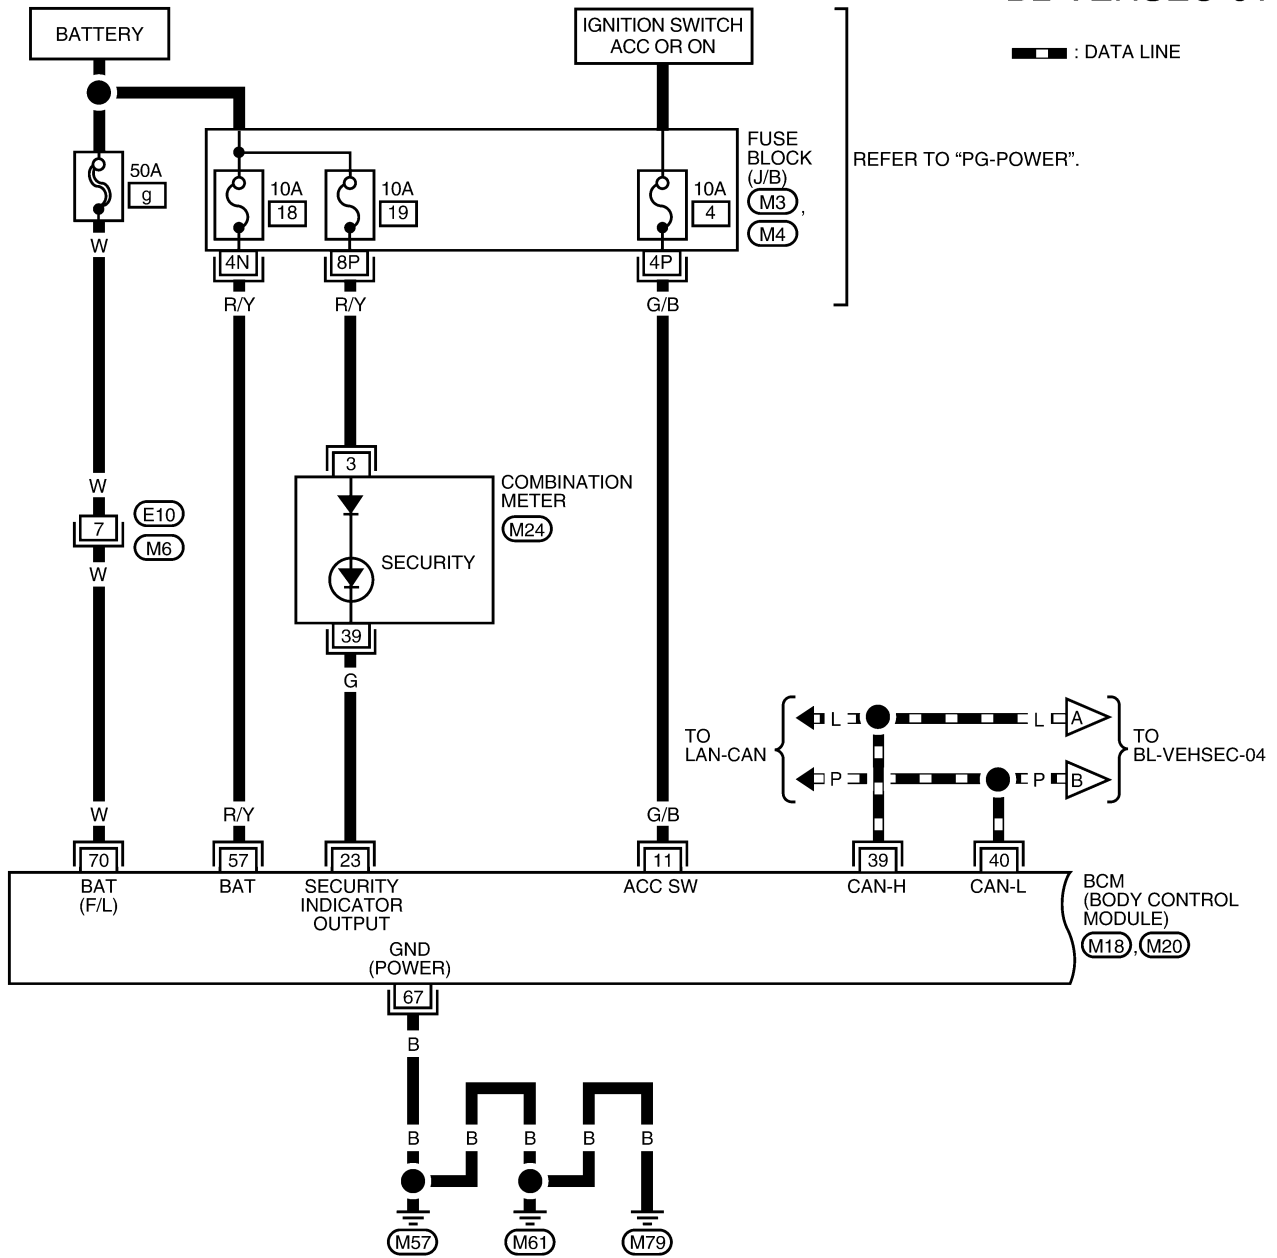 BATTERY
IGNITION SWITCH
ACC OR ON
: DATA LINE
50A
g
10A
18
10A
19
10A
4
FUSE
BLOCK
(J/B)
M3 ,
M4
REFER TO “PG-POWER”.
W
4N
8P
4P
R/Y
R/Y
G/B
W
7
E10
M6
W
3
COMBINATION
METER
M24
SECURITY
39
G
TO
LAN-CAN
L
L
A
P
P
B
TO
BL-VEHSEC-04
W
R/Y
G/B
70
57
23
11
39
40
BAT
(F/L)
BAT
SECURITY
INDICATOR
OUTPUT
ACC SW
CAN-H
CAN-L
BCM
(BODY CONTROL
MODULE)
M18 , M20
GND
(POWER)
67
B
B
B
B
B
B
M57
M61
M79